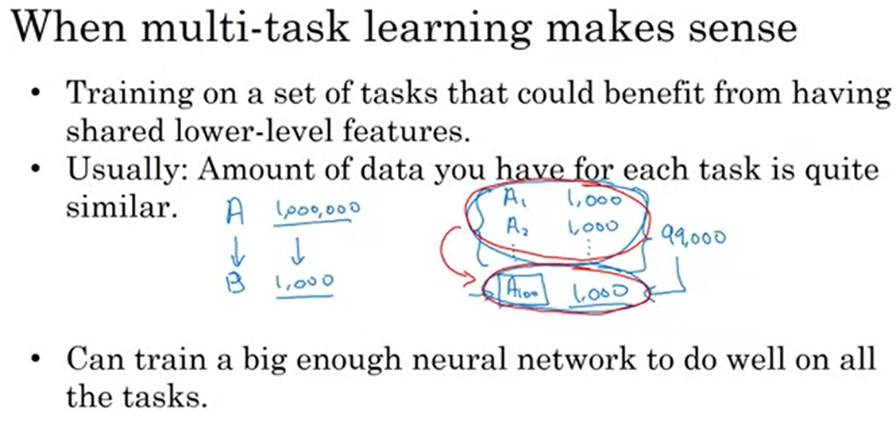 When multi-task learning makes sense
• Training on a set of tasks that could benefit from having
shared lower-level features.
• Usually: Amount of data you have for each task is quite
similar.
A 1,000,000
↓ ↓
B 1,000
A₁ 1,000
A₂ 1,000
⋮ ⋮
99,000
A₁₀₀ 1,000
• Can train a big enough neural network to do well on all
the tasks.